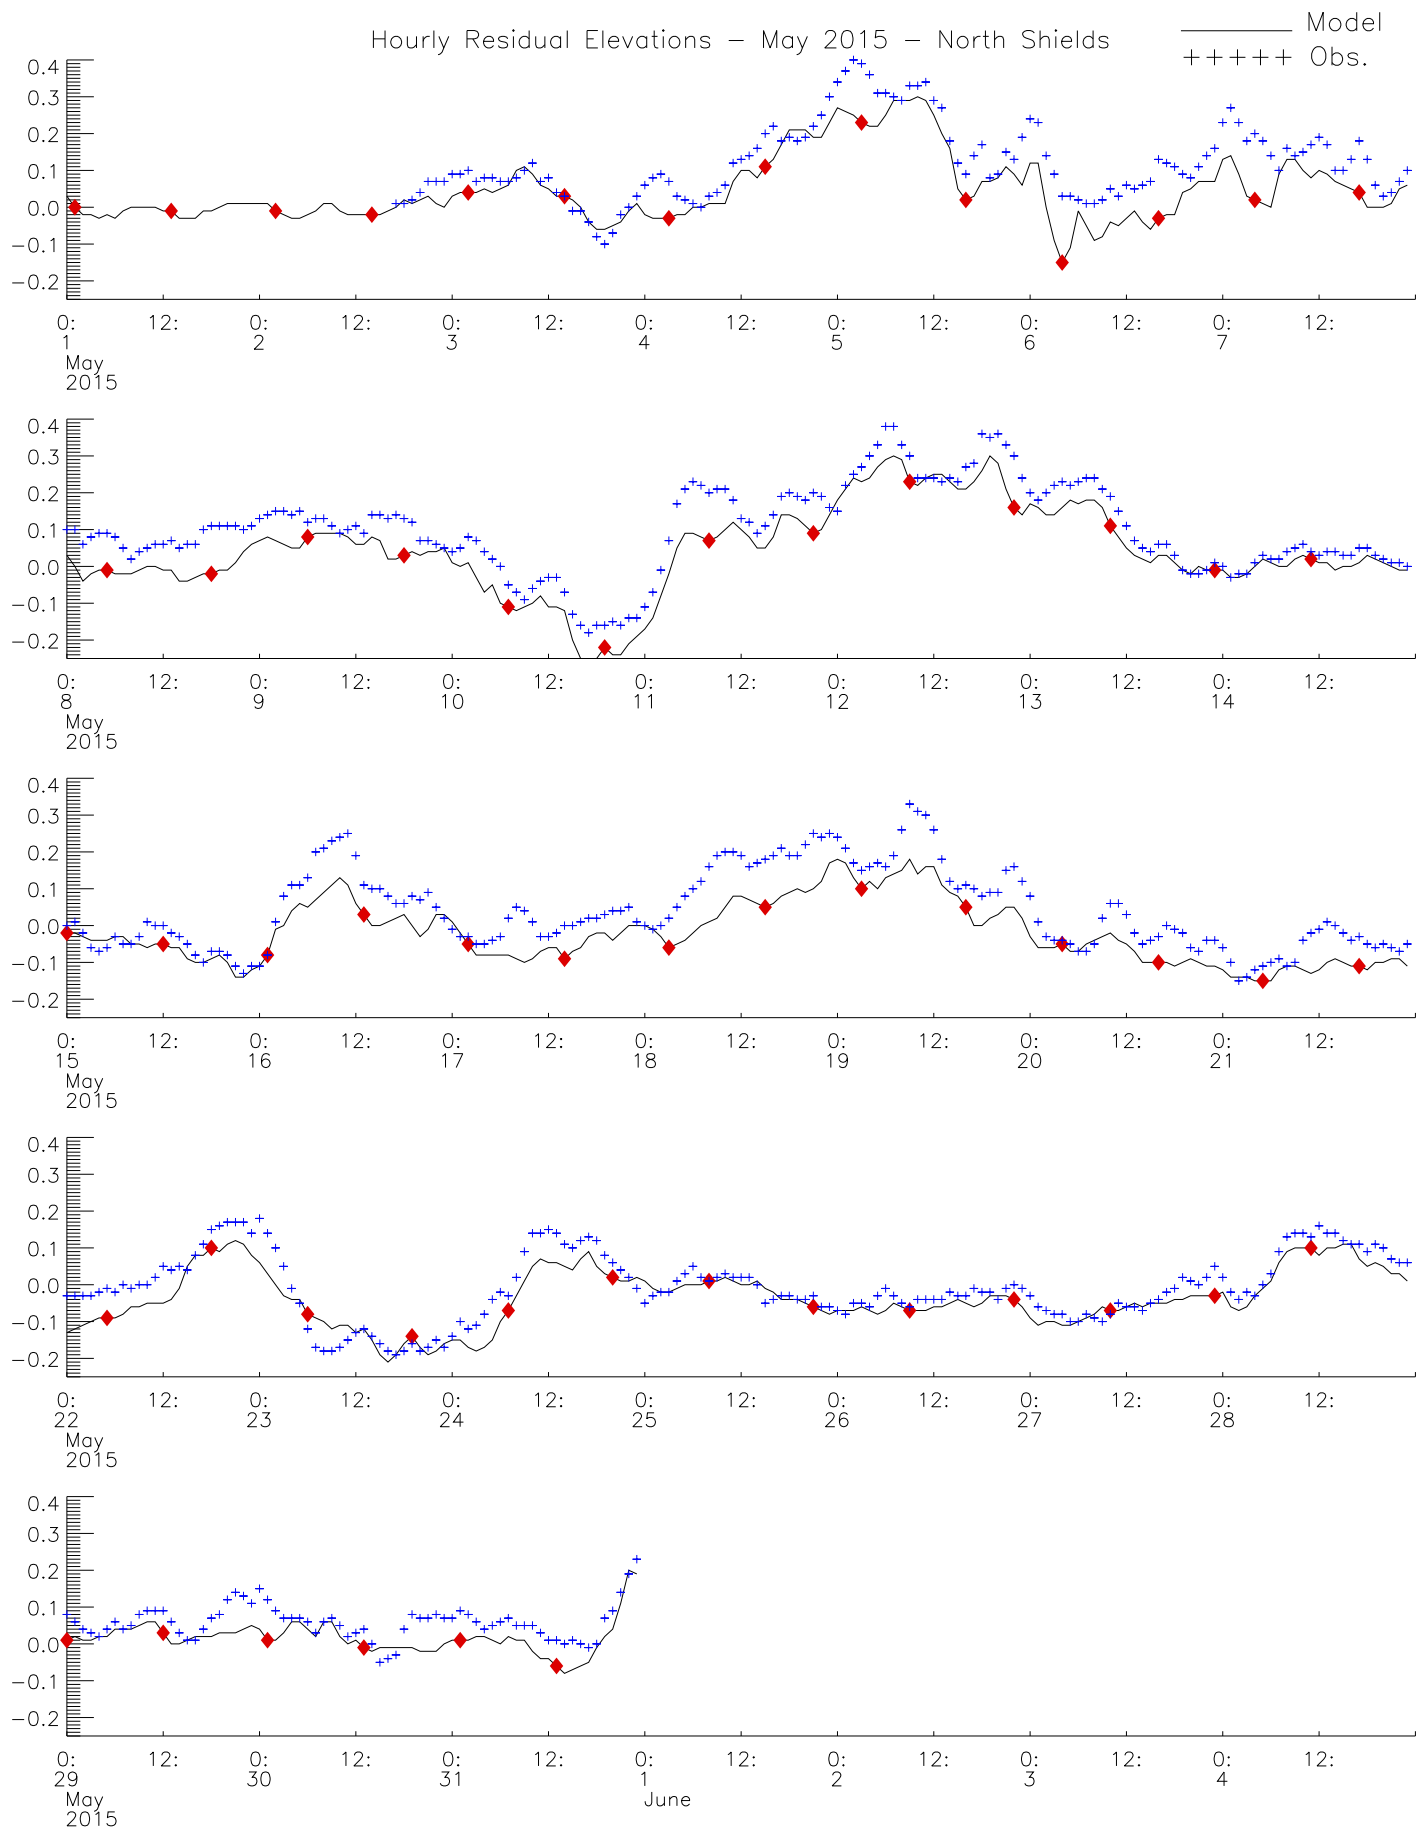 Hourly Residual Elevations − May 2015 − North Shields
Model
+++++ Obs.
0.4
0.3
0.2
0.1
0.0
−0.1
−0.2
0: 12: 0: 12: 0: 12: 0: 12: 0: 12: 0: 12: 0: 12:
1 2 3 4 5 6 7
May
2015
0.4
0.3
0.2
0.1
0.0
−0.1
−0.2
0: 12: 0: 12: 0: 12: 0: 12: 0: 12: 0: 12: 0: 12:
8 9 10 11 12 13 14
May
2015
0.4
0.3
0.2
0.1
0.0
−0.1
−0.2
0: 12: 0: 12: 0: 12: 0: 12: 0: 12: 0: 12: 0: 12:
15 16 17 18 19 20 21
May
2015
0.4
0.3
0.2
0.1
0.0
−0.1
−0.2
0: 12: 0: 12: 0: 12: 0: 12: 0: 12: 0: 12: 0: 12:
22 23 24 25 26 27 28
May
2015
0.4
0.3
0.2
0.1
0.0
−0.1
−0.2
0: 12: 0: 12: 0: 12: 0: 12: 0: 12: 0: 12: 0: 12:
29 30 31 1 2 3 4
May June
2015